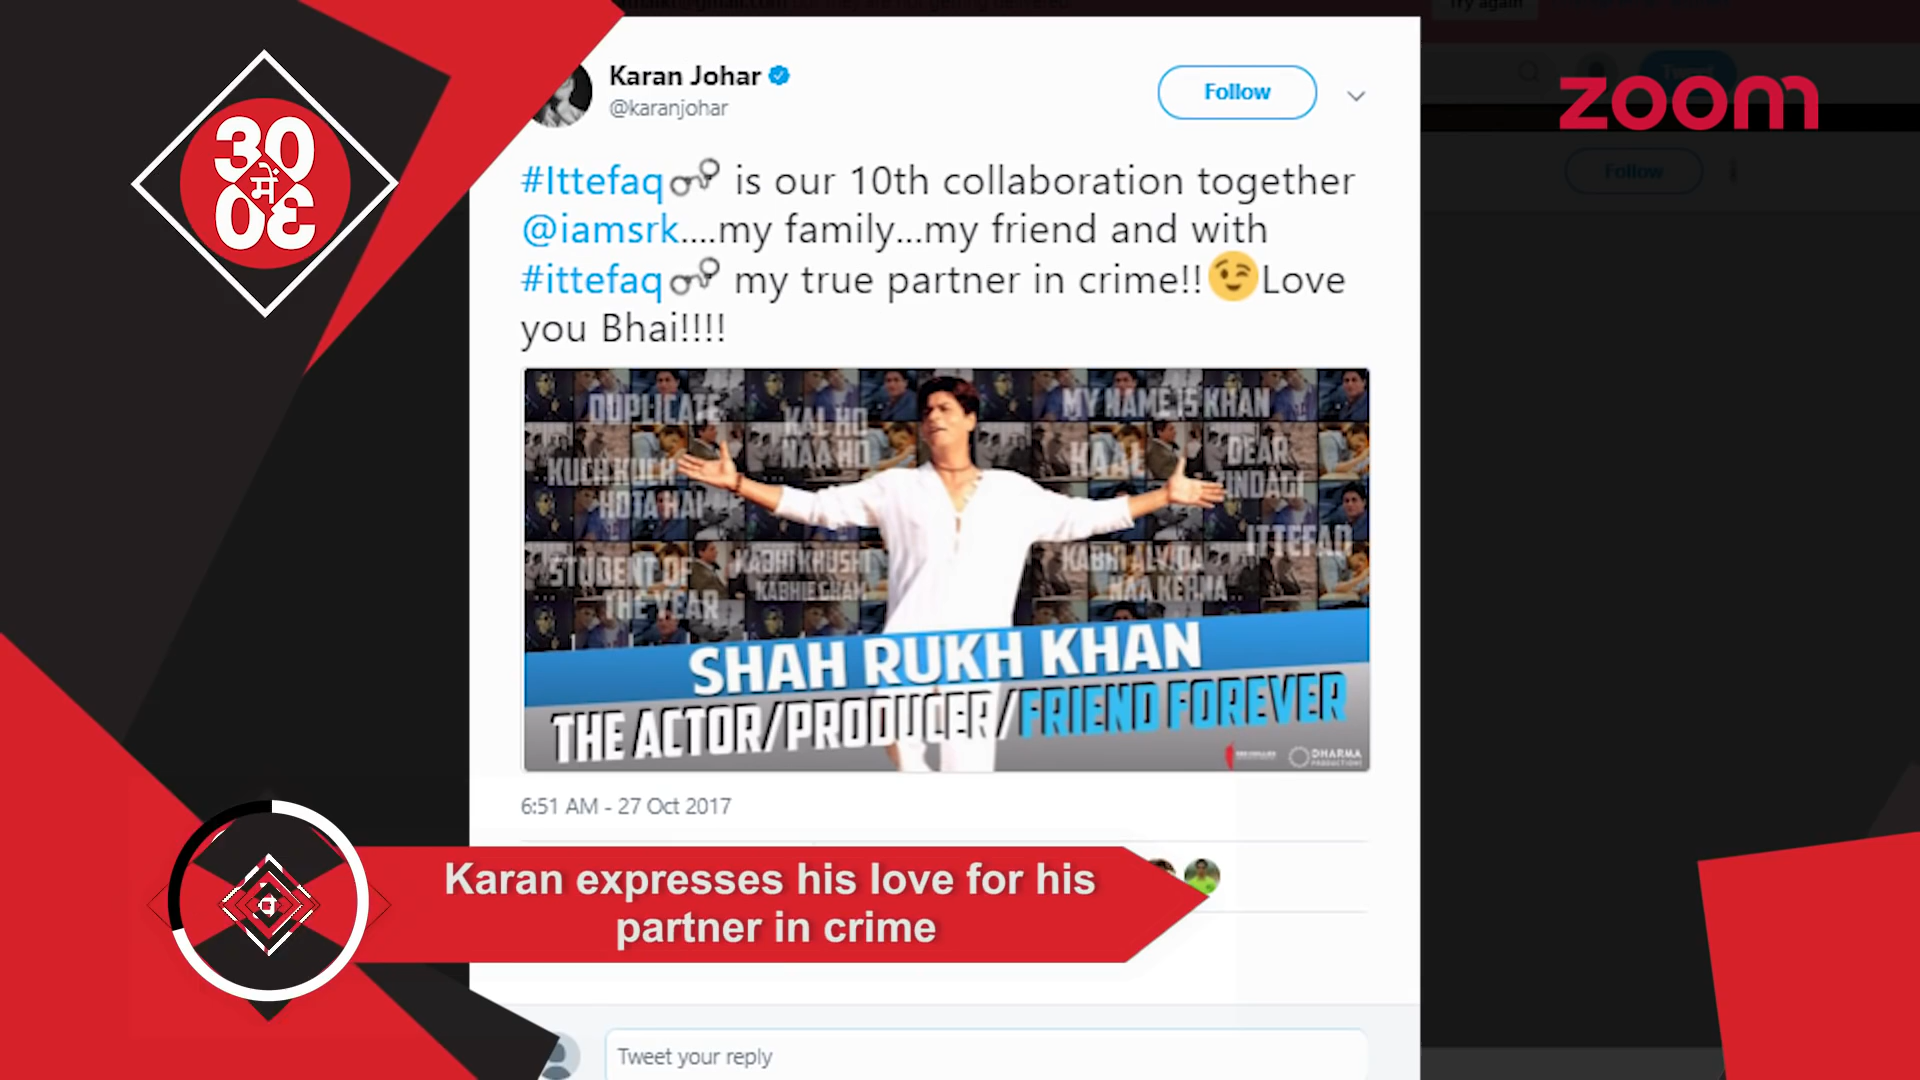 Try again
Karan Johar
@karanjohar
Follow
zoom
Follow
30
में
#Ittefaq is our 10th collaboration together
@iamsrk....my family...my friend and with
#ittefaq my true partner in crime!!😉Love
you Bhai!!!!
DUPLICATE
KAL HO
NAA HO
MY NAME IS KHAN
KUCH KUCH
HOTA HAI
KAAL
DEAR
ZINDAGI
ITTEFAQ
STUDENT OF
THE YEAR
KABHI KHUSHI
KABHIE GHAM
KABHI ALVIDA
NAA KEHNA..
SHAH RUKH KHAN
THE ACTOR/PRODUCER/FRIEND FOREVER
DHARMA
PRODUCTIONS
6:51 AM - 27 Oct 2017
Karan expresses his love for his
partner in crime
Tweet your reply